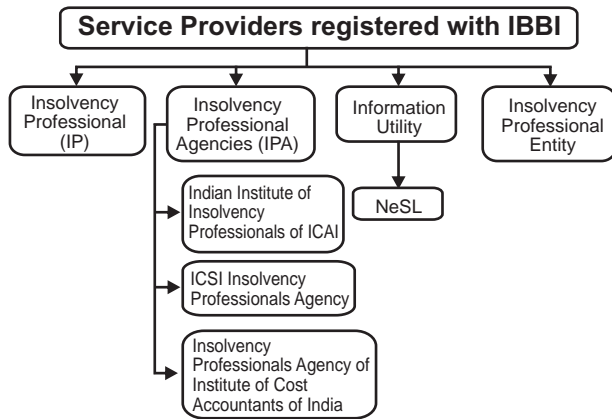 Service Providers registered with IBBI
Insolvency
Professional
(IP)
Insolvency
Professional
Agencies (IPA)
Information
Utility
Insolvency
Professional
Entity
Indian Institute of
Insolvency
Professionals of ICAI
NeSL
ICSI Insolvency
Professionals Agency
Insolvency
Professionals Agency of
Institute of Cost
Accountants of India